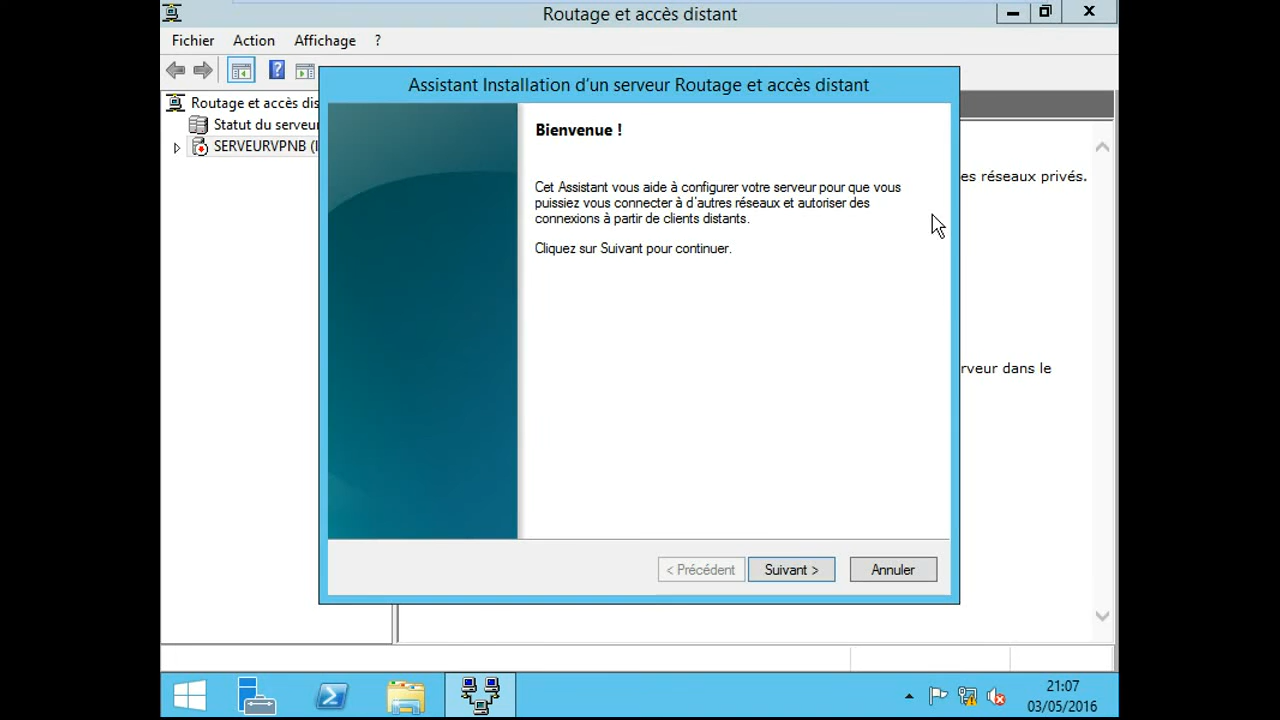 Routage et accès distant
Fichier Action Affichage ?
Assistant Installation d'un serveur Routage et accès distant
Routage et accès dis
Statut du serveur
SERVEURVPNB (
Bienvenue !
Cet Assistant vous aide à configurer votre serveur pour que vous
puissiez vous connecter à d'autres réseaux et autoriser des
connexions à partir de clients distants.
Cliquez sur Suivant pour continuer.
es réseaux privés.
rveur dans le
< Précédent Suivant > Annuler
21:07
03/05/2016